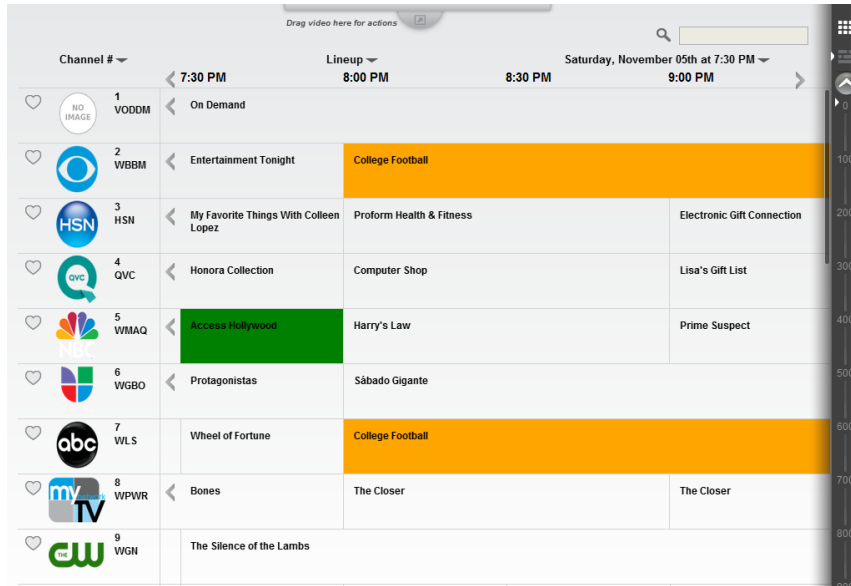 Drag video here for actions
Channel #
Lineup
Saturday, November 05th at 7:30 PM
7:30 PM
8:00 PM
8:30 PM
9:00 PM
NO IMAGE
1
VODDM
On Demand
2
WBBM
Entertainment Tonight
College Football
HSN
3
HSN
My Favorite Things With Colleen
Lopez
Proform Health & Fitness
Electronic Gift Connection
QVC
4
QVC
Honora Collection
Computer Shop
Lisa's Gift List
NBC
5
WMAQ
Access Hollywood
Harry's Law
Prime Suspect
6
WGBO
Protagonistas
Sábado Gigante
abc
7
WLS
Wheel of Fortune
College Football
my
TV
8
WPWR
Bones
The Closer
The Closer
THE CW
9
WGN
The Silence of the Lambs
0
100
200
300
400
500
600
700
800